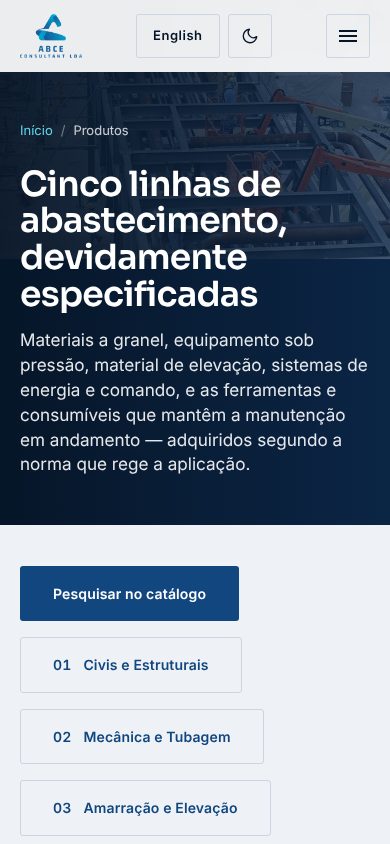 ABCE
CONSULTANT LDA
English
Início / Produtos
Cinco linhas de
abastecimento,
devidamente
especificadas
Materiais a granel, equipamento sob
pressão, material de elevação, sistemas de
energia e comando, e as ferramentas e
consumíveis que mantêm a manutenção
em andamento — adquiridos segundo a
norma que rege a aplicação.
Pesquisar no catálogo
01 Civis e Estruturais
02 Mecânica e Tubagem
03 Amarração e Elevação